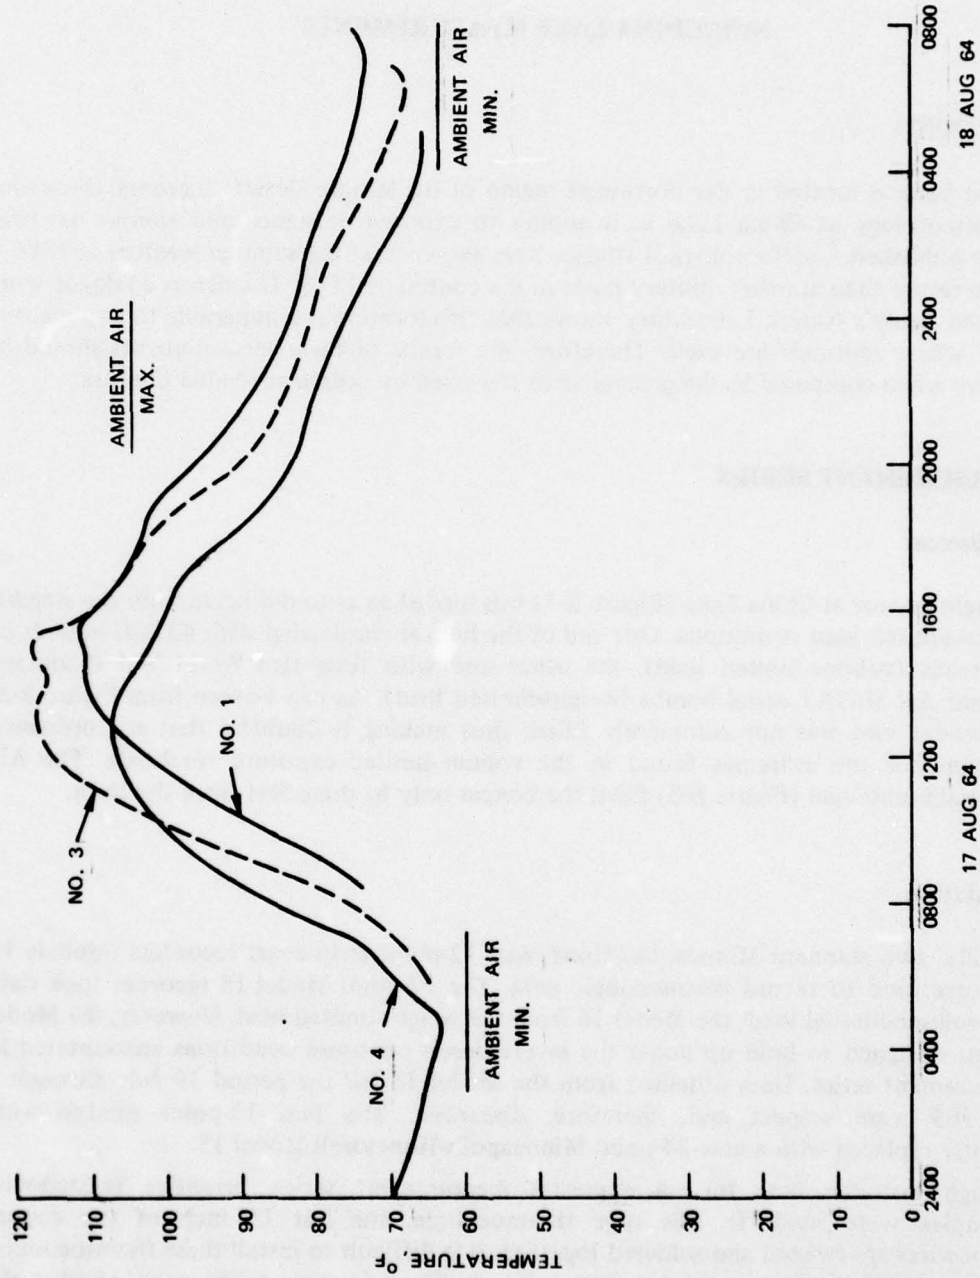 120
110
100
90
80
70
60
50
40
30
20
10
0
TEMPERATURE °F
NO. 3
AMBIENT AIR
MAX.
NO. 1
NO. 4
AMBIENT AIR
MIN.
AMBIENT AIR
MIN.
2400
0400
0800
1200
1600
2000
2400
0400
0800
17 AUG 64
18 AUG 64